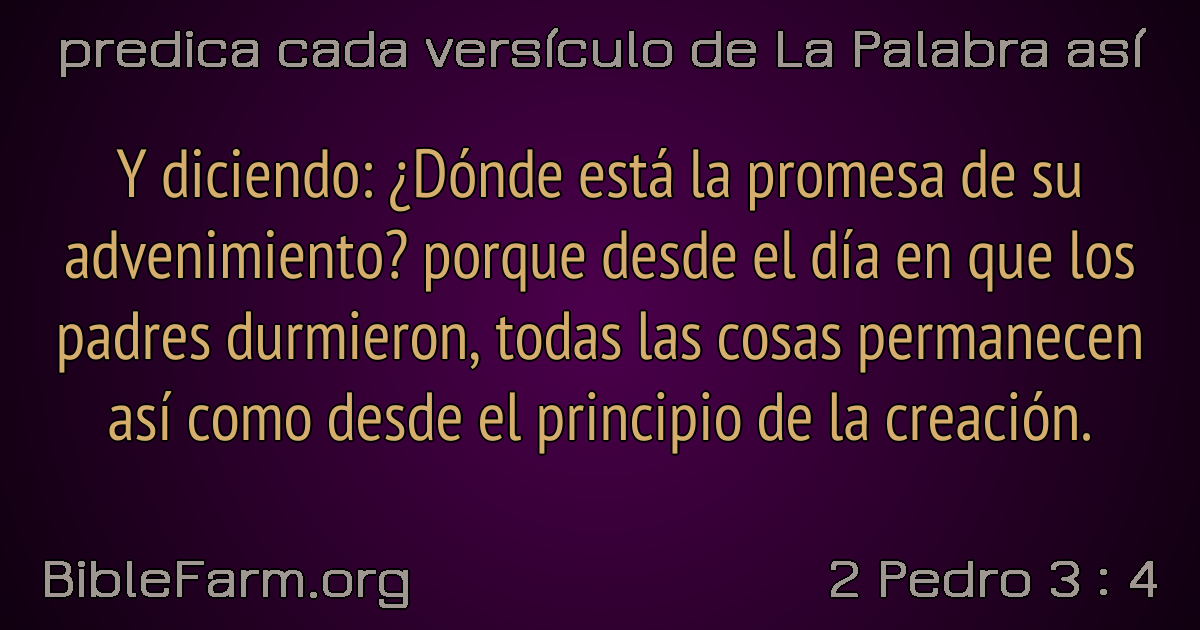 predica cada versículo de La Palabra así
Y diciendo: ¿Dónde está la promesa de su
advenimiento? porque desde el día en que los
padres durmieron, todas las cosas permanecen
así como desde el principio de la creación.
BibleFarm.org
2 Pedro 3 : 4